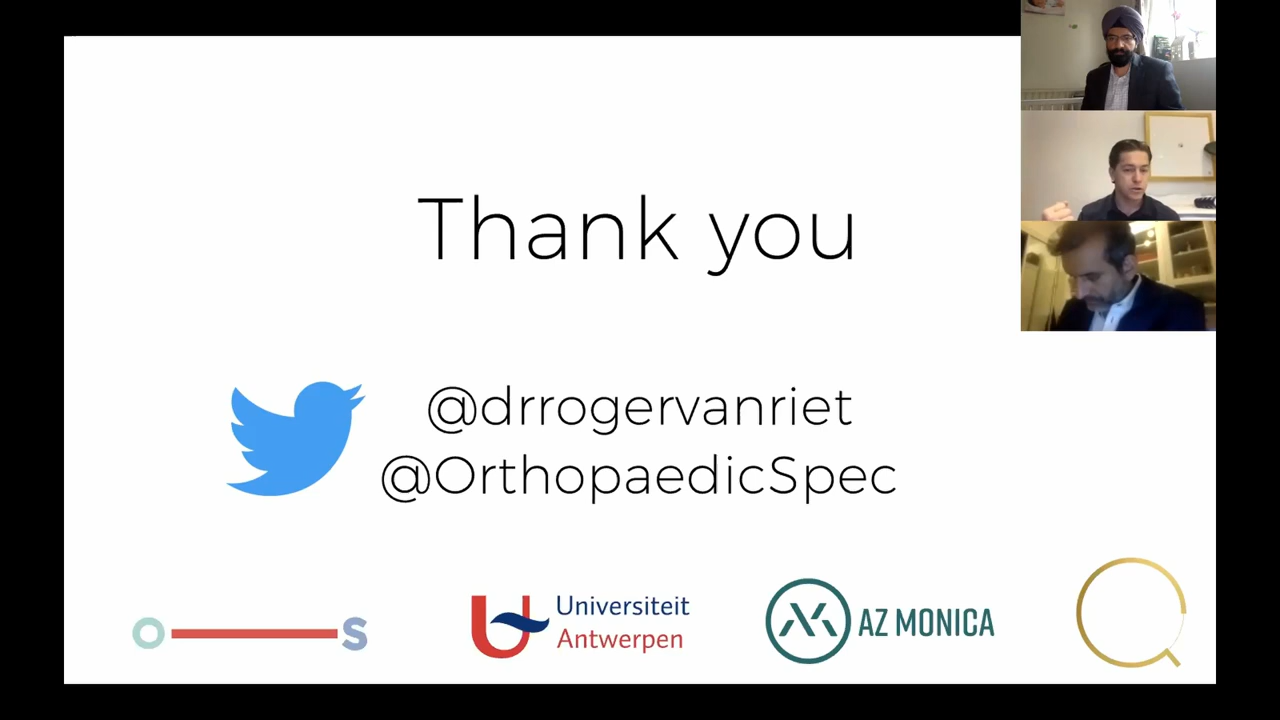 Thank you
@drrogervanriet
@OrthopaedicSpec
O S
Universiteit
Antwerpen
AZ MONICA